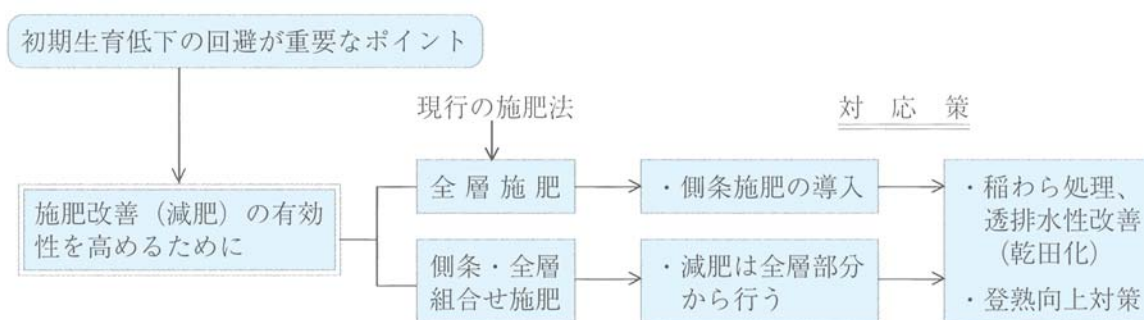 初期生育低下の回避が重要なポイント
現行の施肥法
対応策
施肥改善（減肥）の有効
性を高めるために
全層施肥
・側条施肥の導入
側条・全層
組合せ施肥
・減肥は全層部分
から行う
・稲わら処理、
透排水性改善
（乾田化）
・登熟向上対策